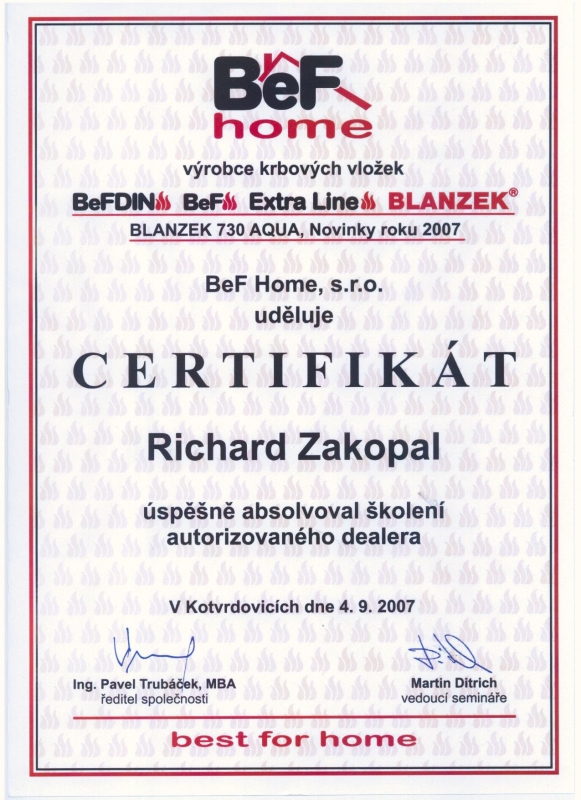 BeF
home
výrobce krbových vložek
BeFDIN BeF Extra Line BLANZEK®
BLANZEK 730 AQUA, Novinky roku 2007
BeF Home, s.r.o.
uděluje
CERTIFIKÁT
Richard Zakopal
úspěšně absolvoval školení
autorizovaného dealera
V Kotvrdovicích dne 4. 9. 2007
Ing. Pavel Trubáček, MBA
ředitel společnosti
Martin Ditrich
vedoucí semináře
best for home